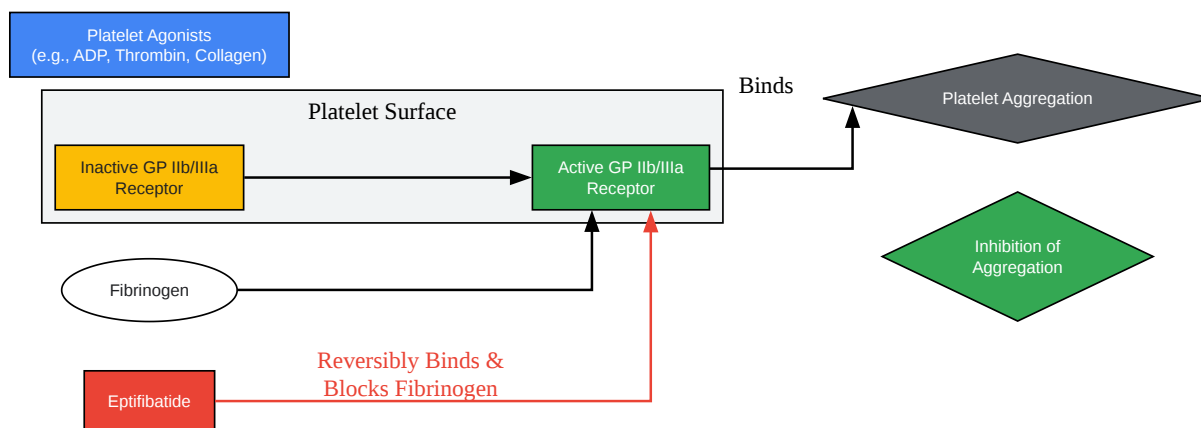 Platelet Agonists
(e.g., ADP, Thrombin, Collagen)
Binds
Platelet Aggregation
Platelet Surface
Inactive GP IIb/IIIa
Receptor
Active GP IIb/IIIa
Receptor
Inhibition of
Aggregation
Fibrinogen
Reversibly Binds &
Blocks Fibrinogen
Eptifibatide